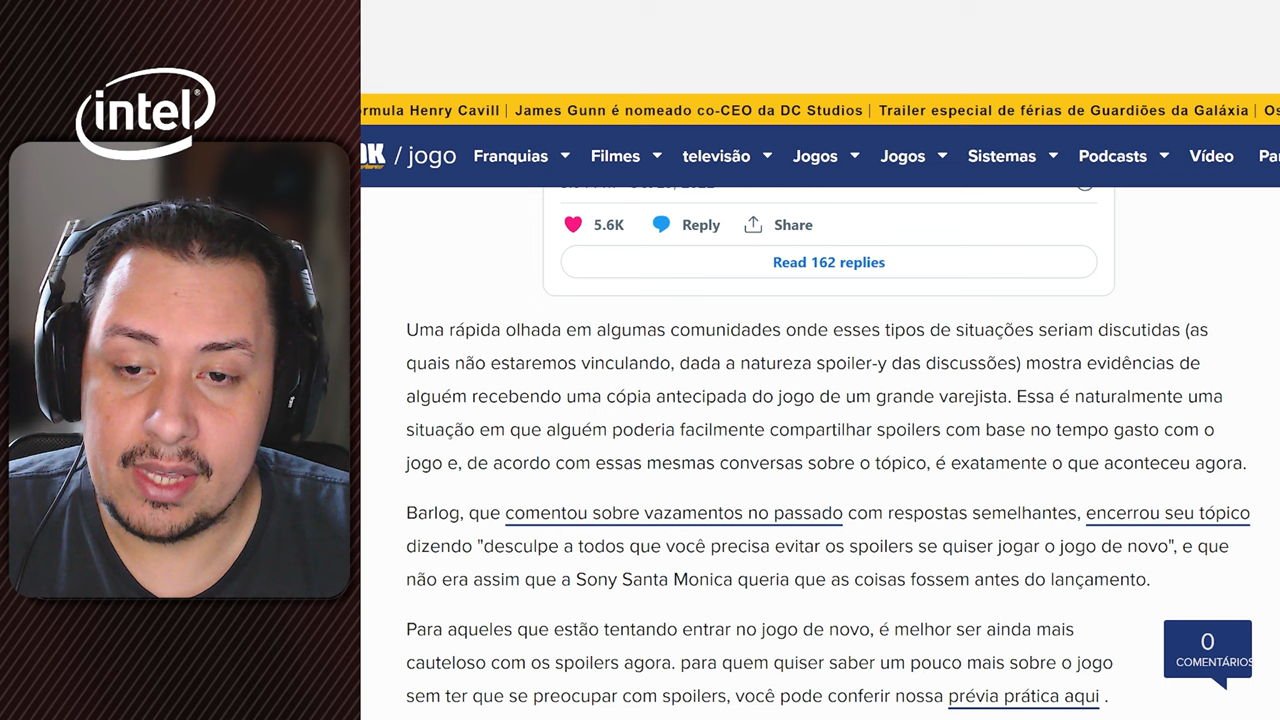 intel®
ormula Henry Cavill | James Gunn é nomeado co-CEO da DC Studios | Trailer especial de férias de Guardiões da Galáxia | Os
OK / jogo Franquias Filmes televisão Jogos Jogos Sistemas Podcasts Vídeo Pa
5.6K Reply Share
Read 162 replies
Uma rápida olhada em algumas comunidades onde esses tipos de situações seriam discutidas (as
quais não estaremos vinculando, dada a natureza spoiler-y das discussões) mostra evidências de
alguém recebendo uma cópia antecipada do jogo de um grande varejista. Essa é naturalmente uma
situação em que alguém poderia facilmente compartilhar spoilers com base no tempo gasto com o
jogo e, de acordo com essas mesmas conversas sobre o tópico, é exatamente o que aconteceu agora.
Barlog, que comentou sobre vazamentos no passado com respostas semelhantes, encerrou seu tópico
dizendo "desculpe a todos que você precisa evitar os spoilers se quiser jogar o jogo de novo", e que
não era assim que a Sony Santa Monica queria que as coisas fossem antes do lançamento.
Para aqueles que estão tentando entrar no jogo de novo, é melhor ser ainda mais
cauteloso com os spoilers agora. para quem quiser saber um pouco mais sobre o jogo
sem ter que se preocupar com spoilers, você pode conferir nossa prévia prática aqui .
0
COMENTÁRIOS